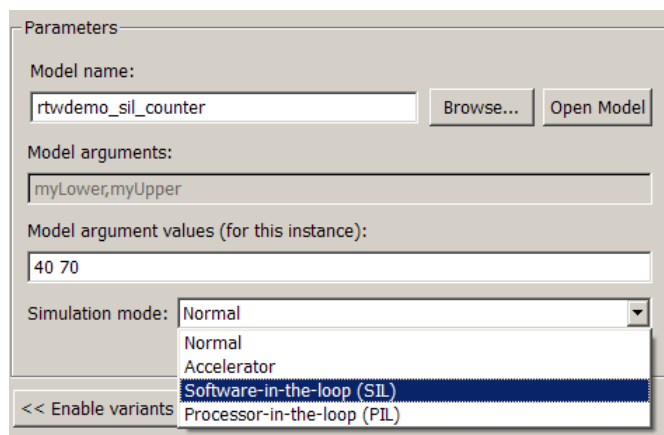 Parameters
Model name:
rtwdemo_sil_counter Browse... Open Model
Model arguments:
myLower,myUpper
Model argument values (for this instance):
40 70
Simulation mode: Normal
Normal
Accelerator
Software-in-the-loop (SIL)
<< Enable variants Processor-in-the-loop (PIL)